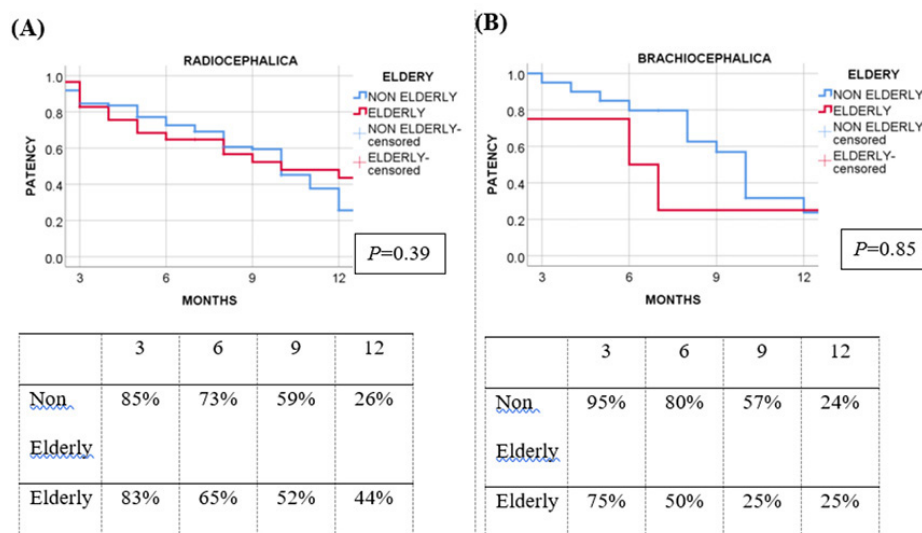 (A)
RADIOCEPHALICA
1.0
0.8
0.6
0.4
0.2
0.0
PATENCY
3 6 9 12
MONTHS
ELDERY
NON ELDERLY
ELDERLY
NON ELDERLY-
censored
ELDERLY-
censored
P=0.39
3 6 9 12
Non
Elderly
85% 73% 59% 26%
Elderly 83% 65% 52% 44%
(B)
BRACHIOCEPHALICA
1.0
0.8
0.6
0.4
0.2
0.0
PATENCY
3 6 9 12
MONTHS
ELDERY
NON ELDERLY
ELDERLY
NON ELDERLY
censored
ELDERLY-
censored
P=0.85
3 6 9 12
Non
Elderly
95% 80% 57% 24%
Elderly 75% 50% 25% 25%